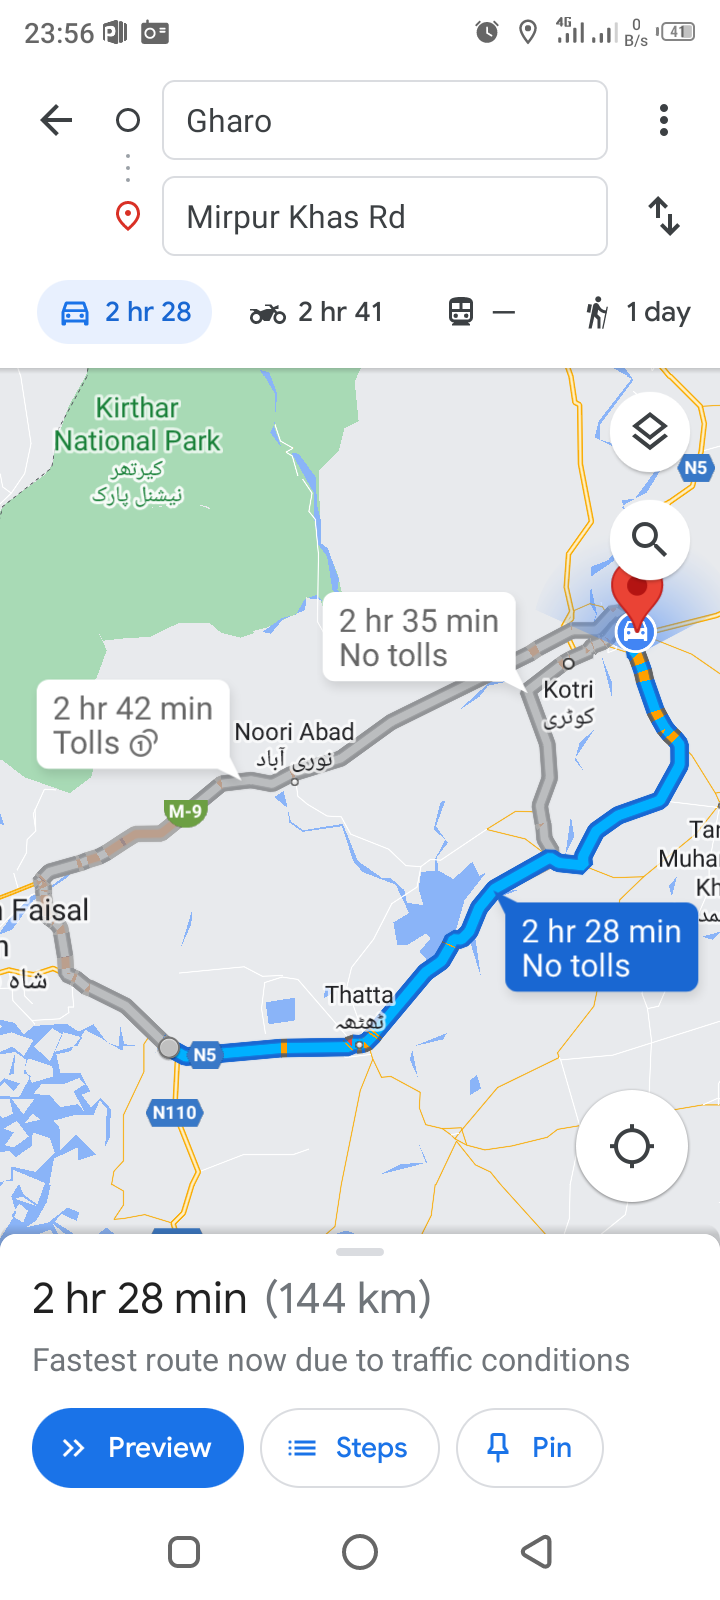 23:56
4G
0
B/s
41
Gharo
Mirpur Khas Rd
2 hr 28
2 hr 41
—
1 day
Kirthar
National Park
کیرتھر
نیشنل پارک
N5
2 hr 35 min
No tolls
Kotri
کوٹری
2 hr 42 min
Tolls
Noori Abad
نوری آباد
M-9
Tan
Muha
Kh
Faisal
شاہ
2 hr 28 min
No tolls
Thatta
ٹھٹھہ
N5
N110
2 hr 28 min (144 km)
Fastest route now due to traffic conditions
Preview
Steps
Pin